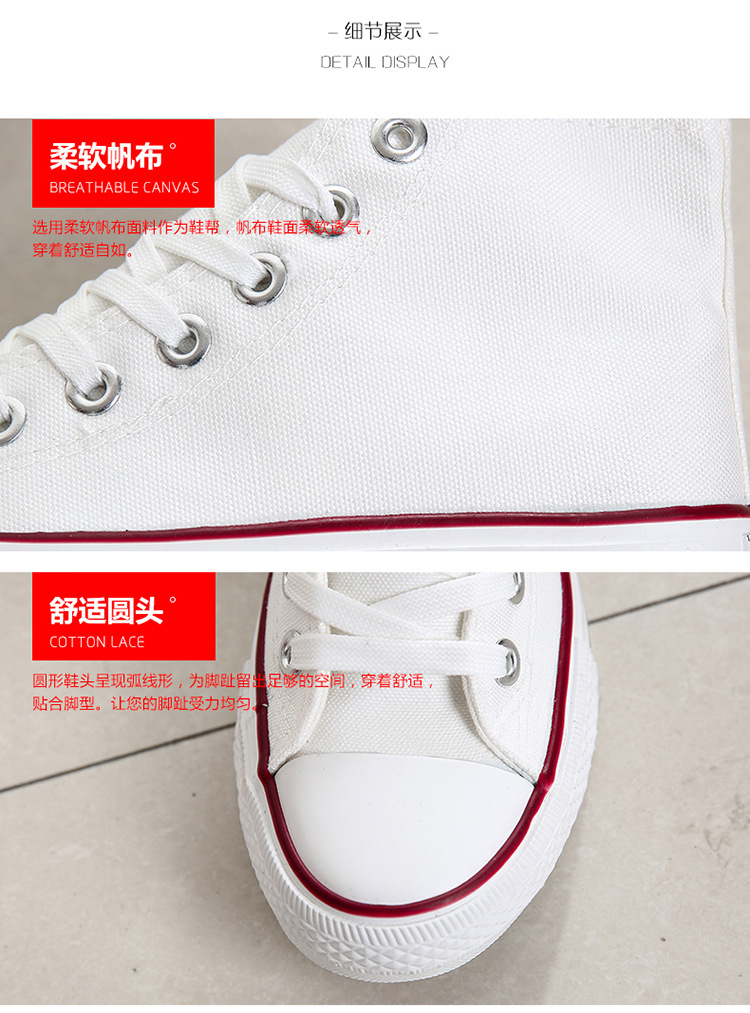 – 细节展示 –
DETAIL DISPLAY
柔软帆布°
BREATHABLE CANVAS
选用柔软帆布面料作为鞋帮，帆布鞋面柔软透气，
穿着舒适自如。
舒适圆头°
COTTON LACE
圆形鞋头呈现弧线形，为脚趾留出足够的空间，穿着舒适，
贴合脚型。让您的脚趾受力均匀。